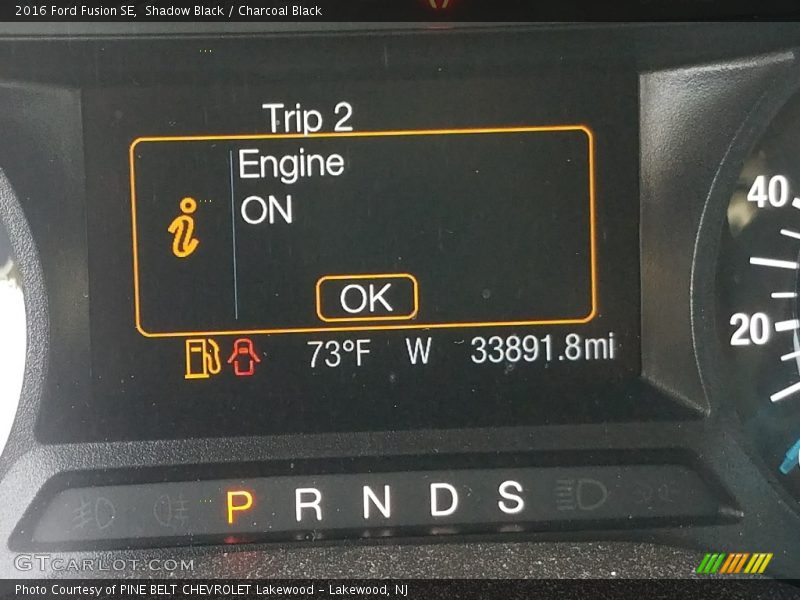 2016 Ford Fusion SE, Shadow Black / Charcoal Black
Trip 2
Engine
ON
OK
73°F W 33891.8mi
40
20
P R N D S
GTCARLOT.COM
Photo Courtesy of PINE BELT CHEVROLET Lakewood - Lakewood, NJ